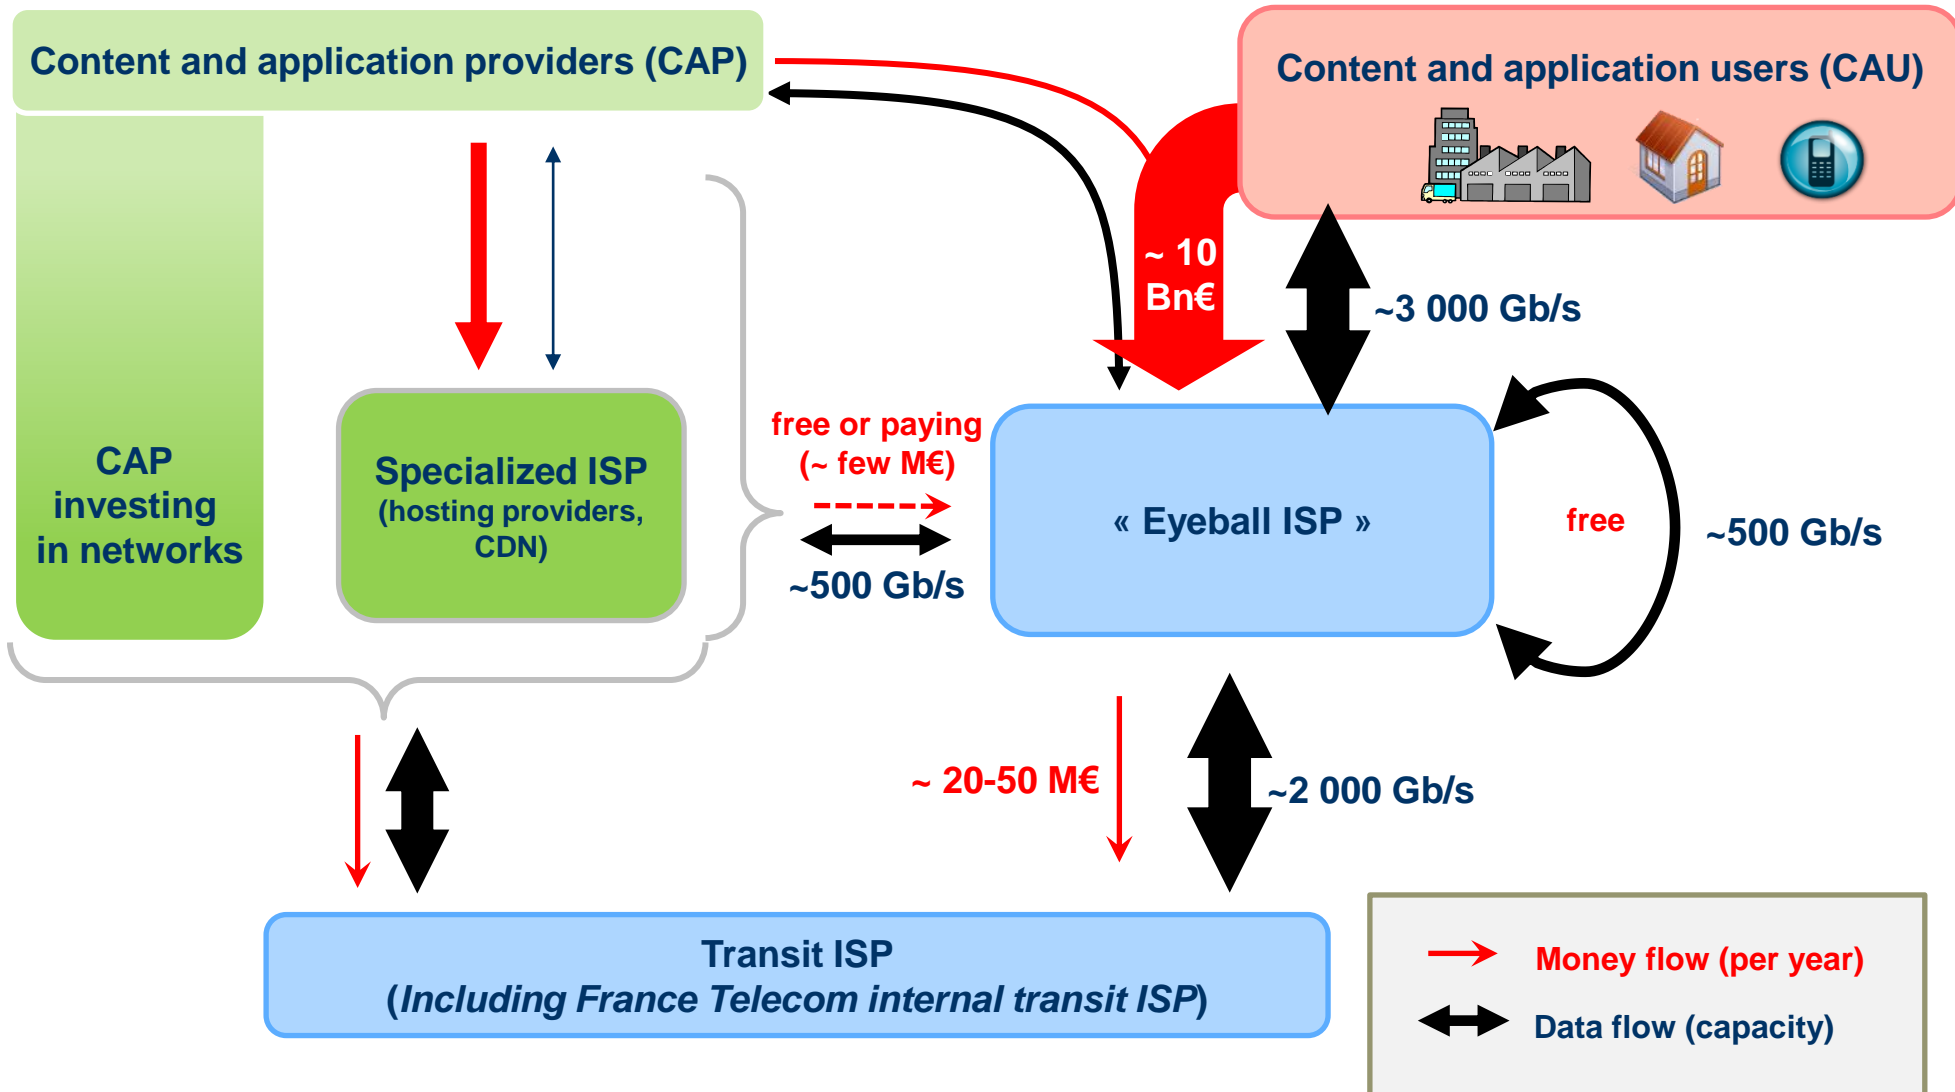 Content and application providers (CAP)
Content and application users (CAU)
~ 10
Bn€
~3 000 Gb/s
CAP
investing
in networks
Specialized ISP
(hosting providers,
CDN)
free or paying
(~ few M€)
~500 Gb/s
« Eyeball ISP »
free
~500 Gb/s
~ 20-50 M€
~2 000 Gb/s
Transit ISP
(Including France Telecom internal transit ISP)
Money flow (per year)
Data flow (capacity)